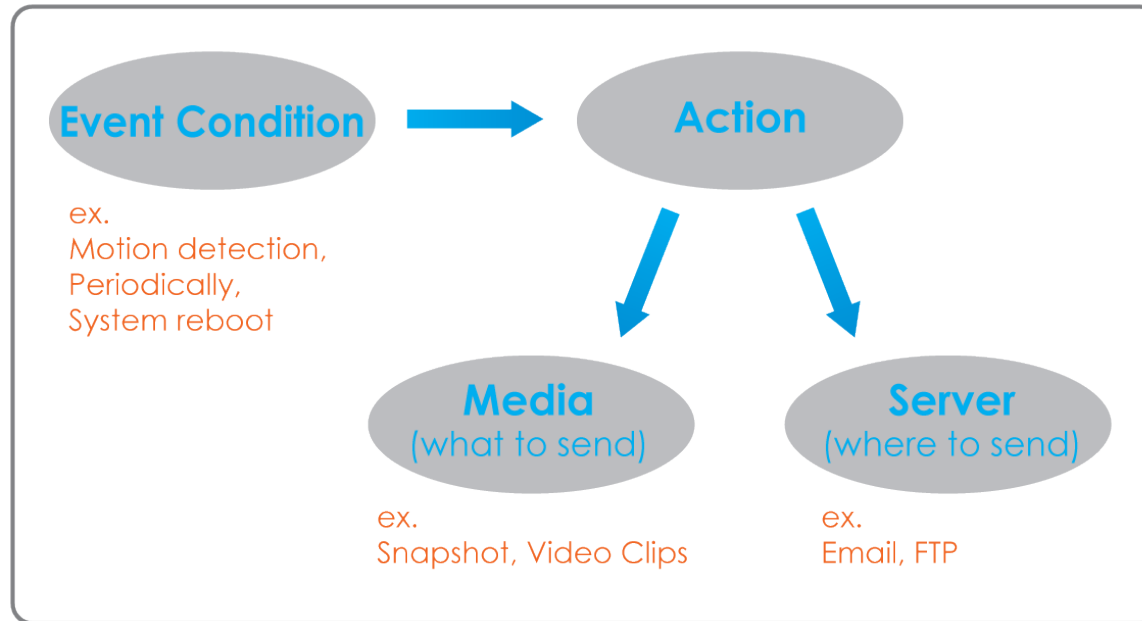 Event Condition
Action
ex.
Motion detection,
Periodically,
System reboot
Media
(what to send)
Server
(where to send)
ex.
Snapshot, Video Clips
ex.
Email, FTP